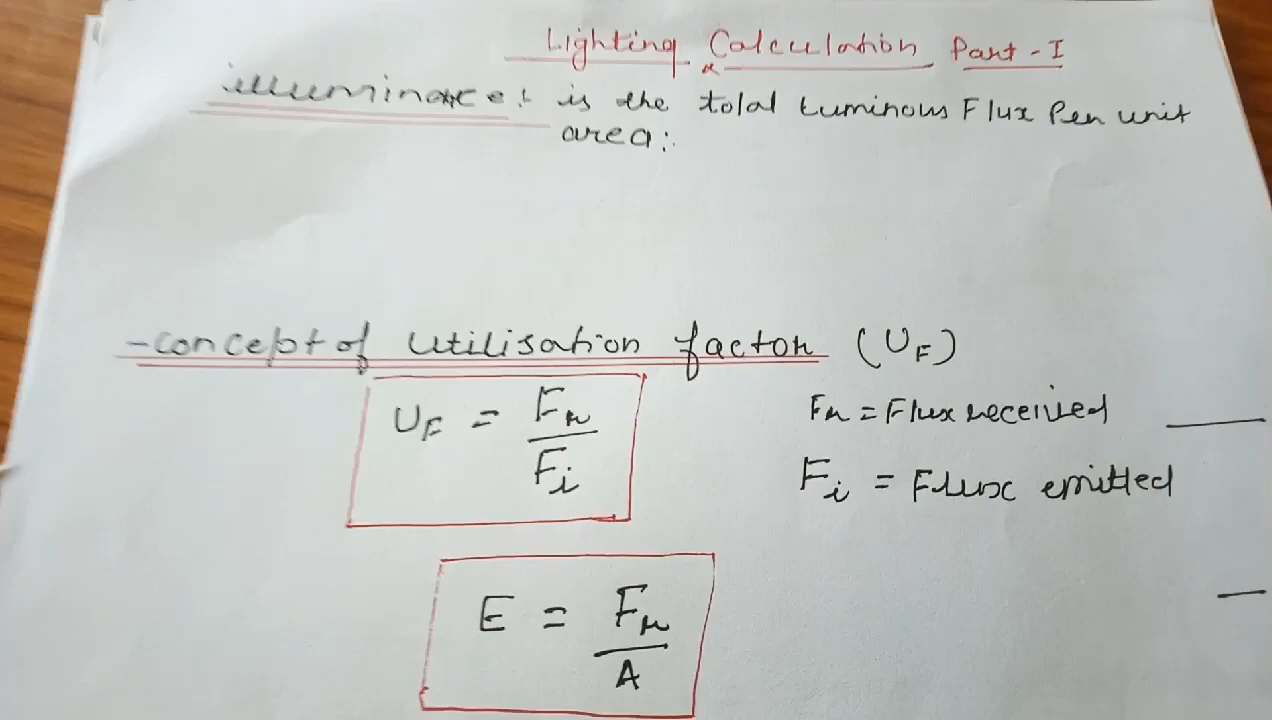 Lighting Calculation Part-I
illuminance: is the total Luminous Flux Per unit
area:
-concept of Utilisation factor (UF)
UF = Fr / Fi
Fr = Flux received
Fi = Flux emitted
E = Fr / A